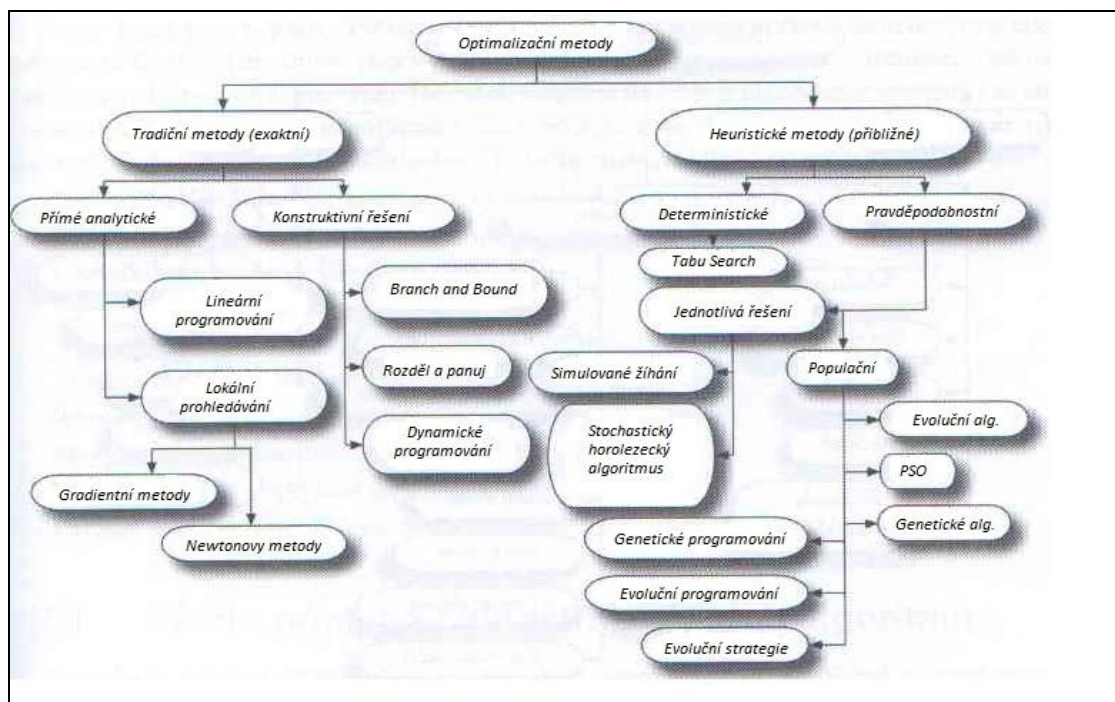 Optimalizační metody
Tradiční metody (exaktní)
Heuristické metody (přibližné)
Přímé analytické
Konstruktivní řešení
Deterministické
Pravděpodobnostní
Tabu Search
Branch and Bound
Lineární
programování
Jednotlivá řešení
Rozděl a panuj
Simulované žíhání
Populační
Lokální
prohledávání
Dynamické
programování
Stochastický
horolezecký
algoritmus
Evoluční alg.
PSO
Gradientní metody
Genetické alg.
Newtonovy metody
Genetické programování
Evoluční programování
Evoluční strategie